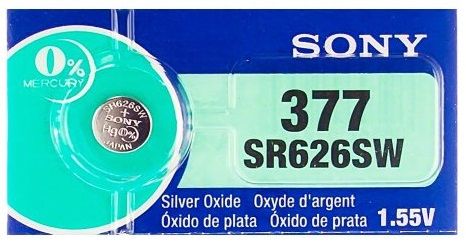 SONY
0%
MERCURY
377
SR626SW
SR626SW
+
SONY
Hg0%
JAPAN
Silver Oxide Oxyde d'argent
Óxido de plata Óxido de prata 1.55V